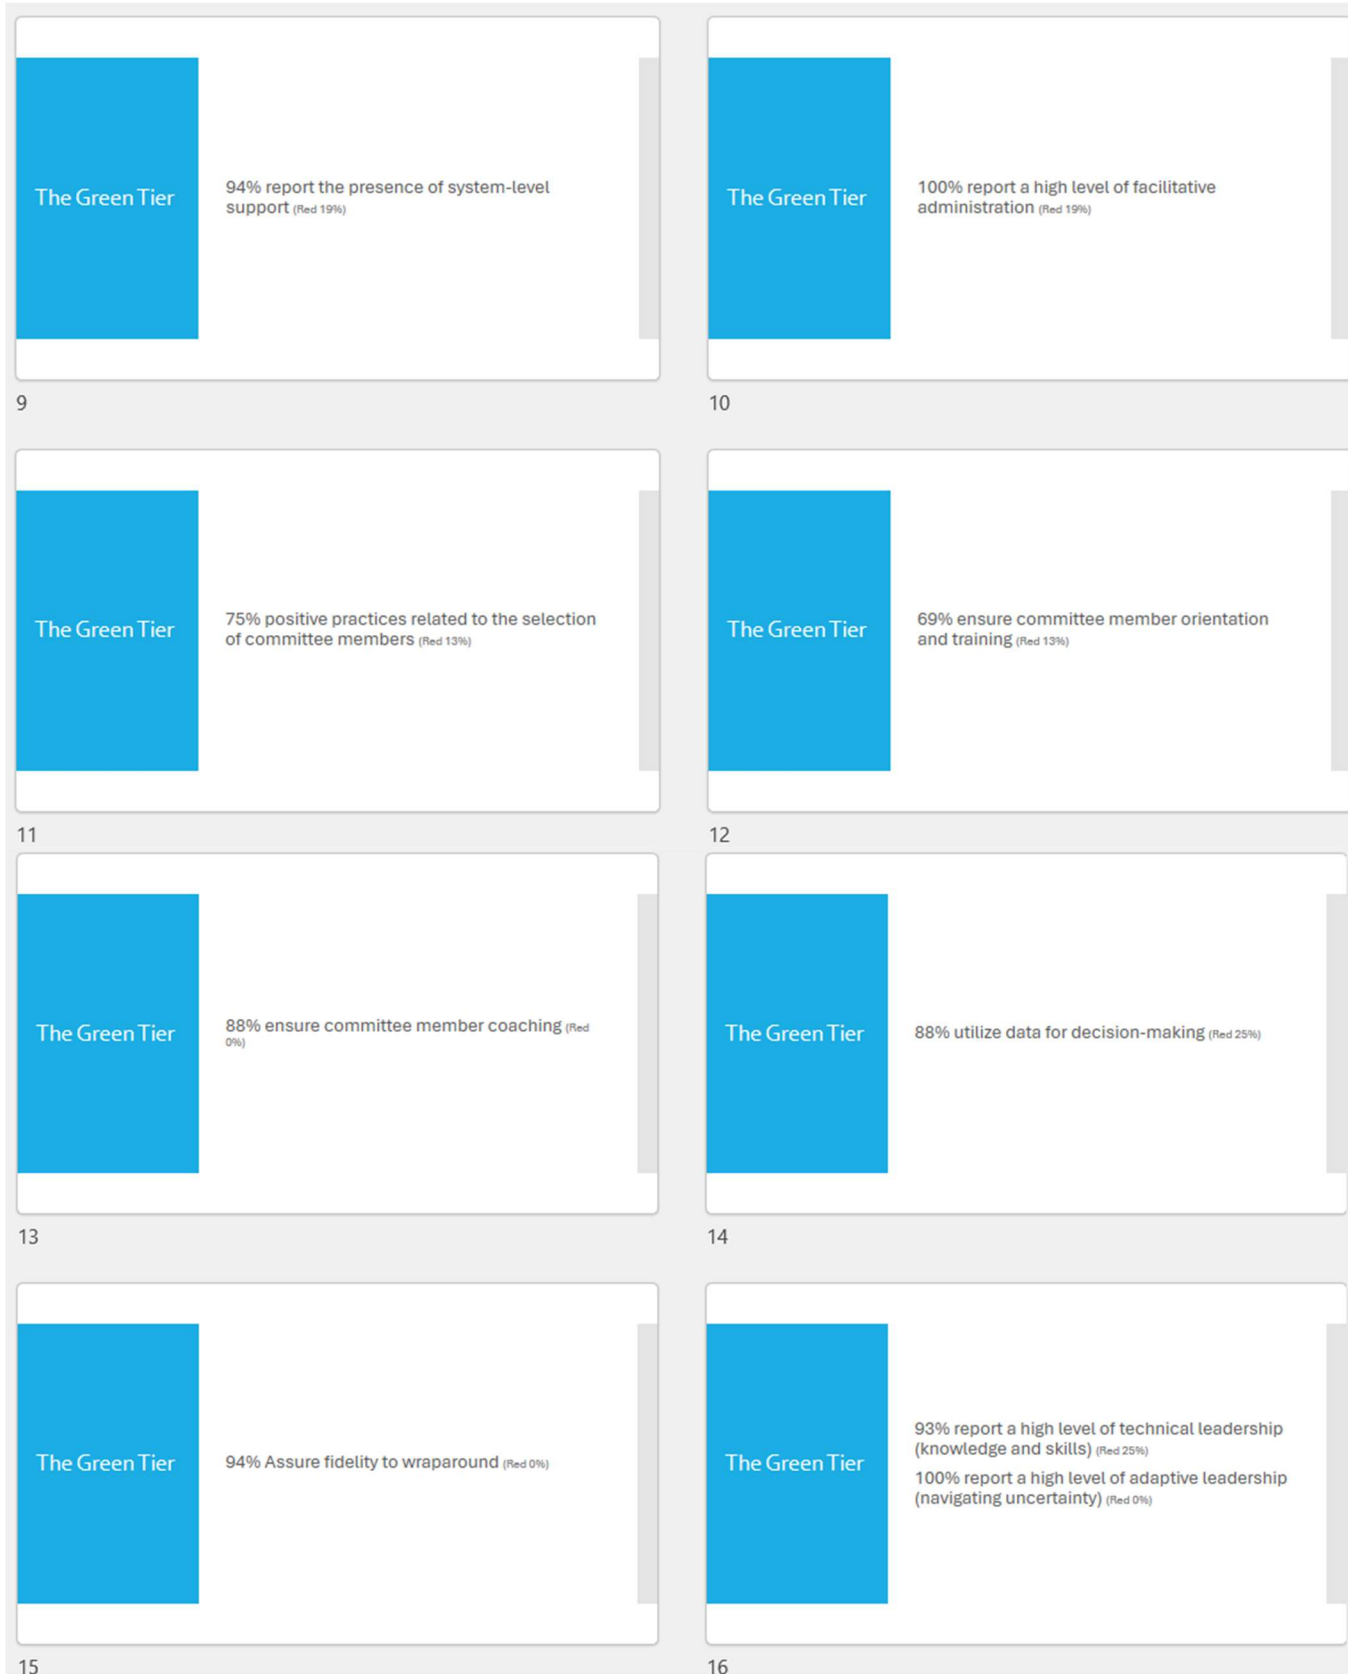 The Green Tier
94% report the presence of system-level
support (Red 19%)
9
The Green Tier
100% report a high level of facilitative
administration (Red 19%)
10
The Green Tier
75% positive practices related to the selection
of committee members (Red 13%)
11
The Green Tier
69% ensure committee member orientation
and training (Red 13%)
12
The Green Tier
88% ensure committee member coaching (Red
0%)
13
The Green Tier
88% utilize data for decision-making (Red 25%)
14
The Green Tier
94% Assure fidelity to wraparound (Red 0%)
15
The Green Tier
93% report a high level of technical leadership
(knowledge and skills) (Red 25%)
100% report a high level of adaptive leadership
(navigating uncertainty) (Red 0%)
16